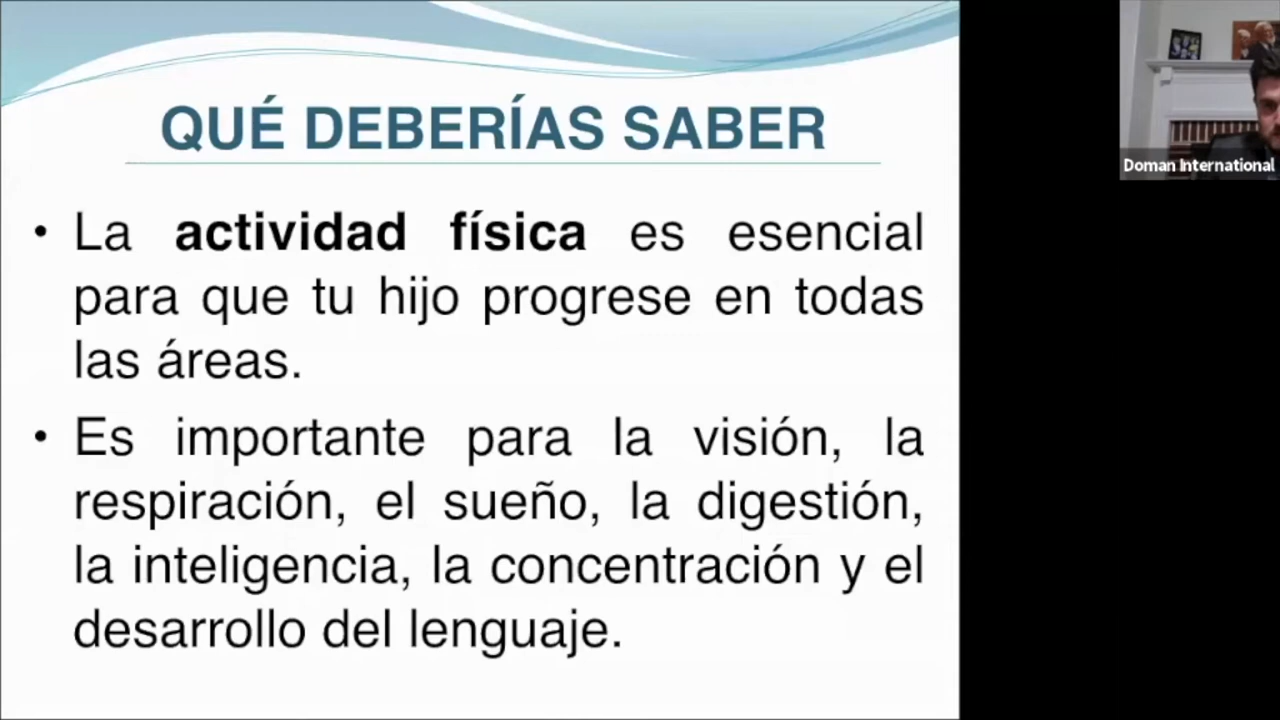 QUÉ DEBERÍAS SABER
• La actividad física es esencial
para que tu hijo progrese en todas
las áreas.
• Es importante para la visión, la
respiración, el sueño, la digestión,
la inteligencia, la concentración y el
desarrollo del lenguaje.
Doman International